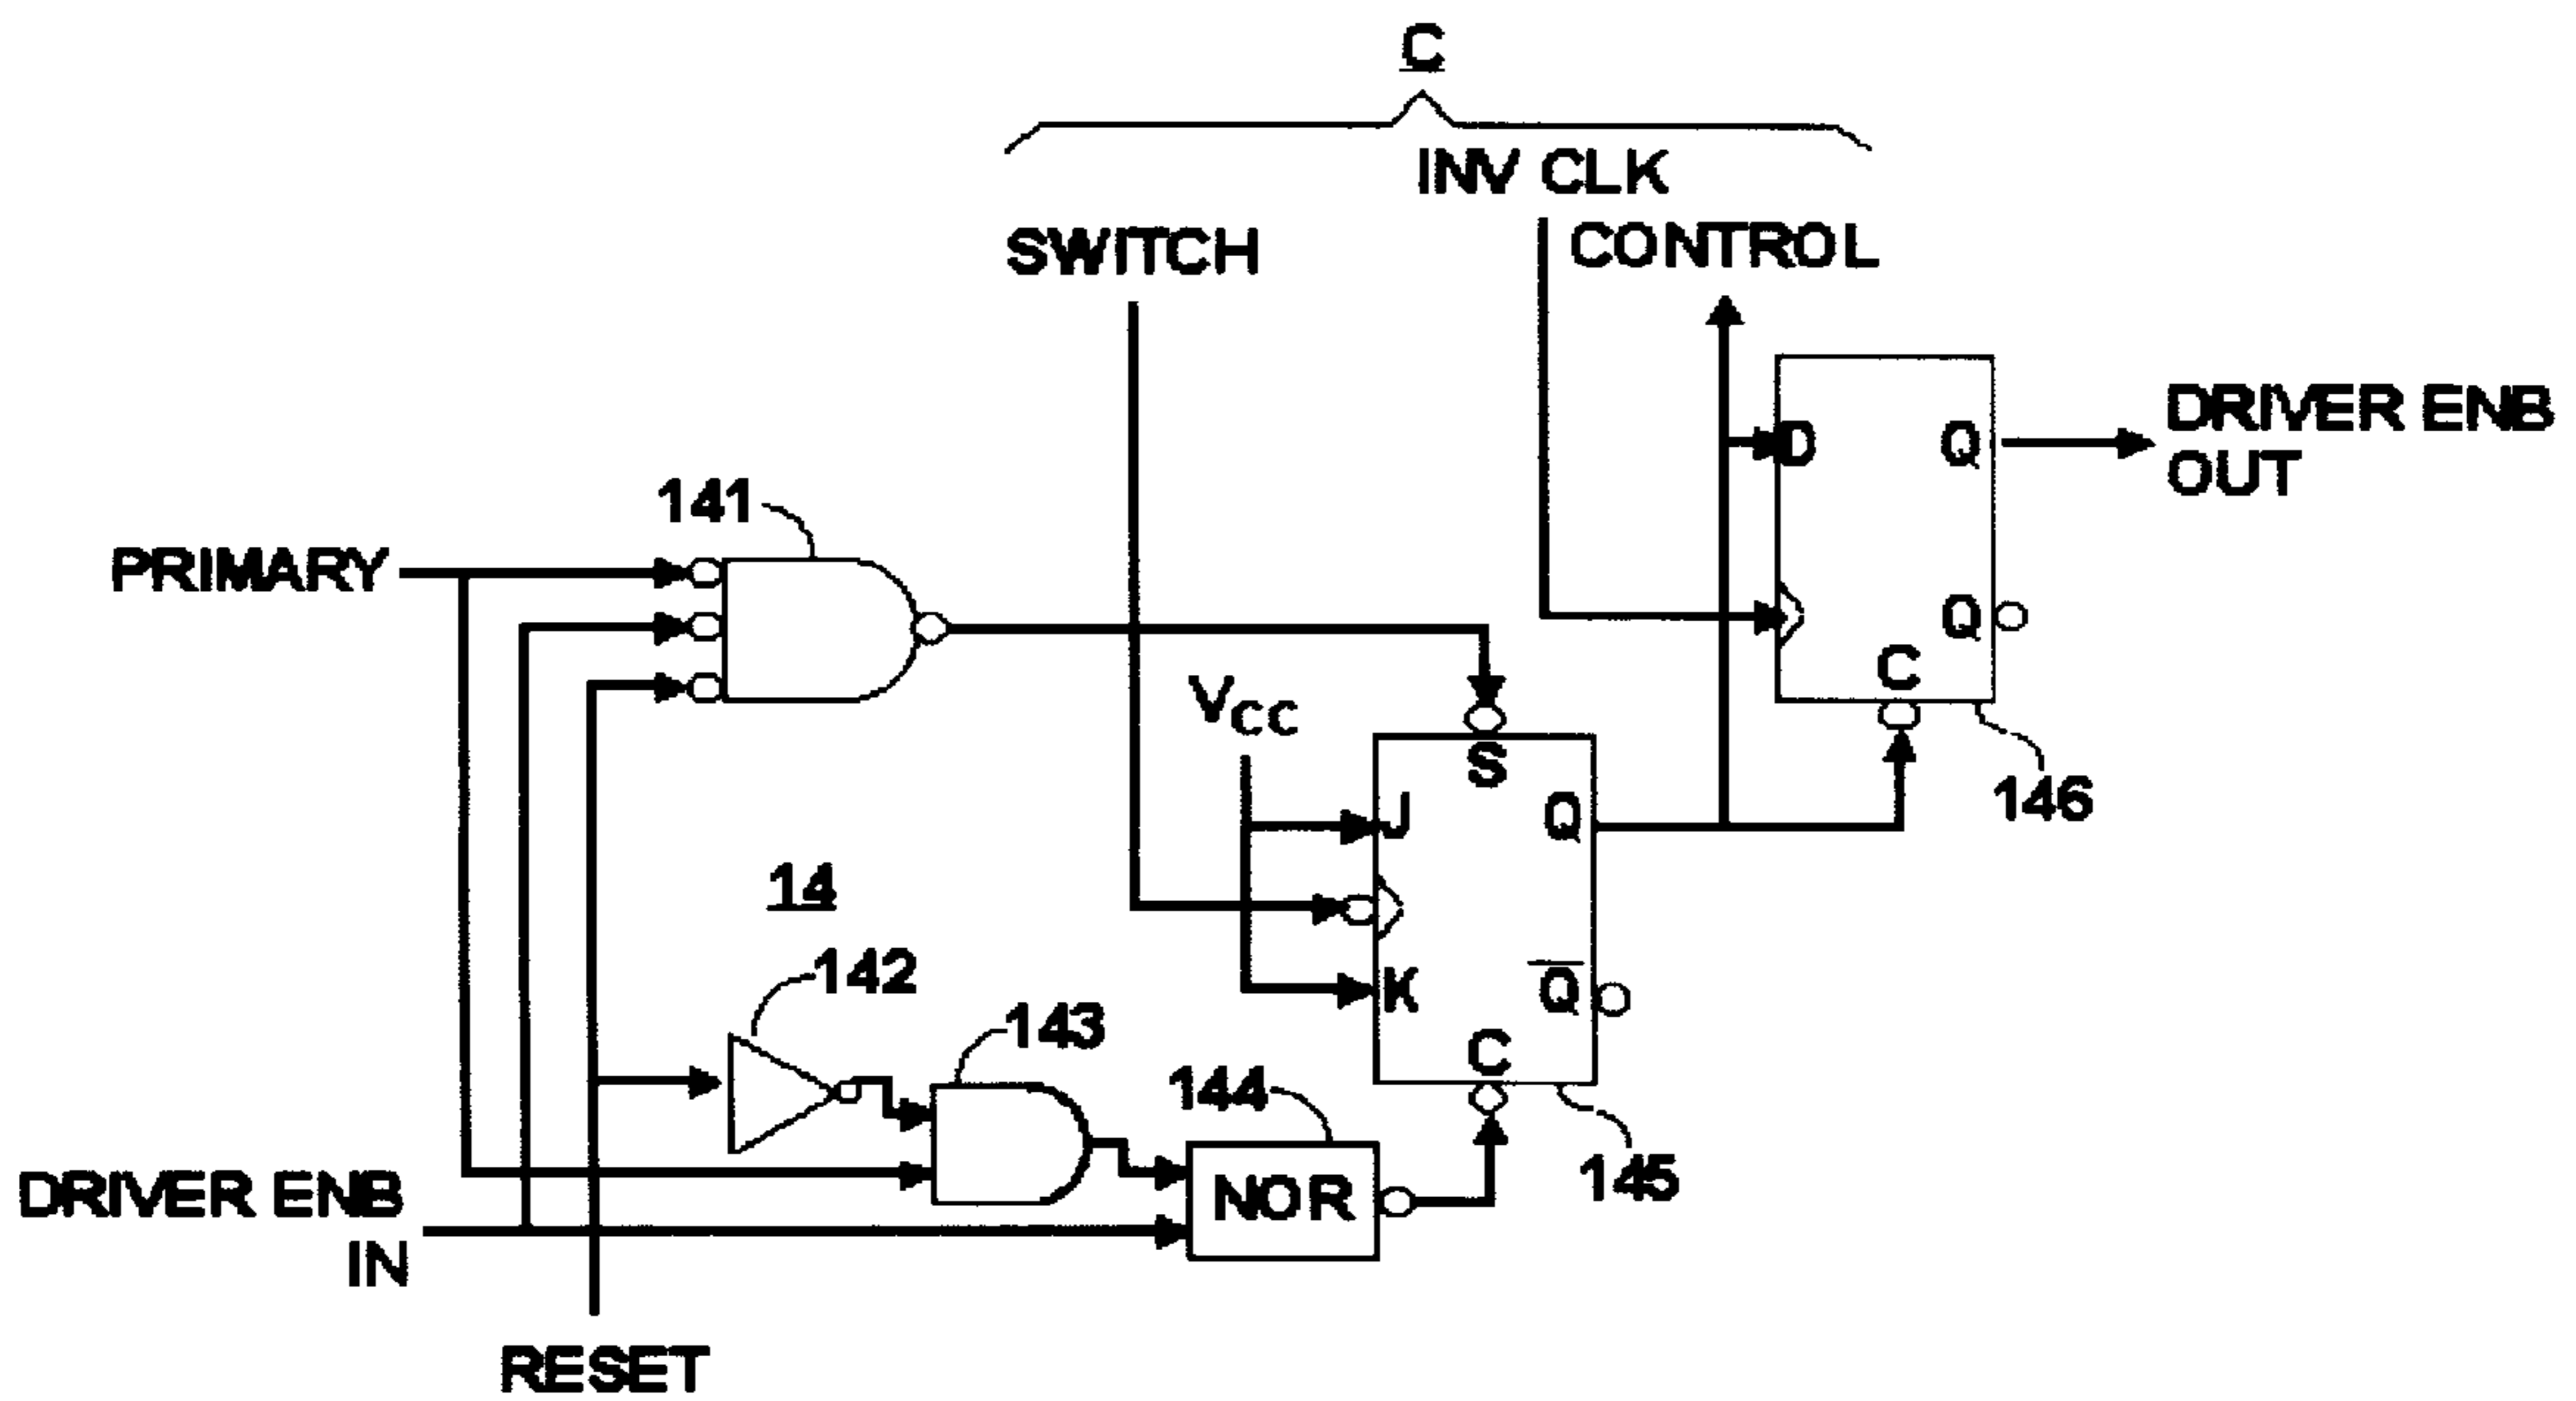 C
INV CLK
SWITCH
CONTROL
DRIVER ENB
OUT
D
Q
141
PRIMARY
Q
C
VCC
S
146
J
Q
14
142
K
Q
143
C
144
145
DRIVER ENB
IN
NOR
RESET